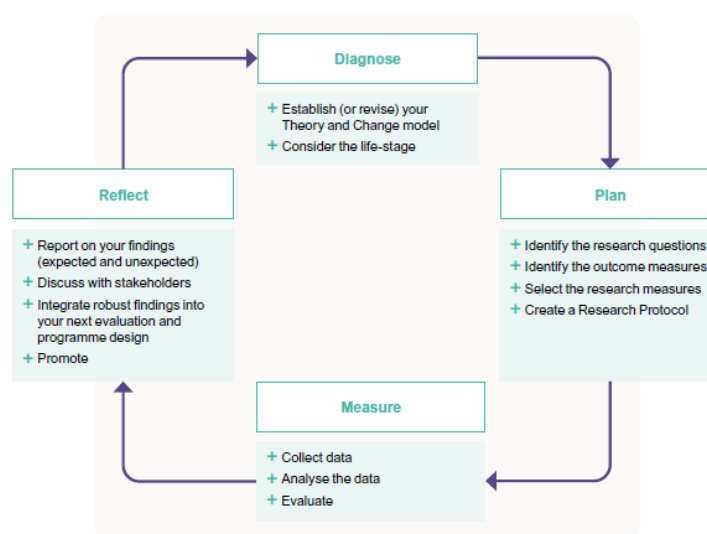 Diagnose
+ Establish (or revise) your
Theory and Change model
+ Consider the life-stage
Plan
+ Identify the research questions
+ Identify the outcome measures
+ Select the research measures
+ Create a Research Protocol
Measure
+ Collect data
+ Analyse the data
+ Evaluate
Reflect
+ Report on your findings
(expected and unexpected)
+ Discuss with stakeholders
+ Integrate robust findings into
your next evaluation and
programme design
+ Promote